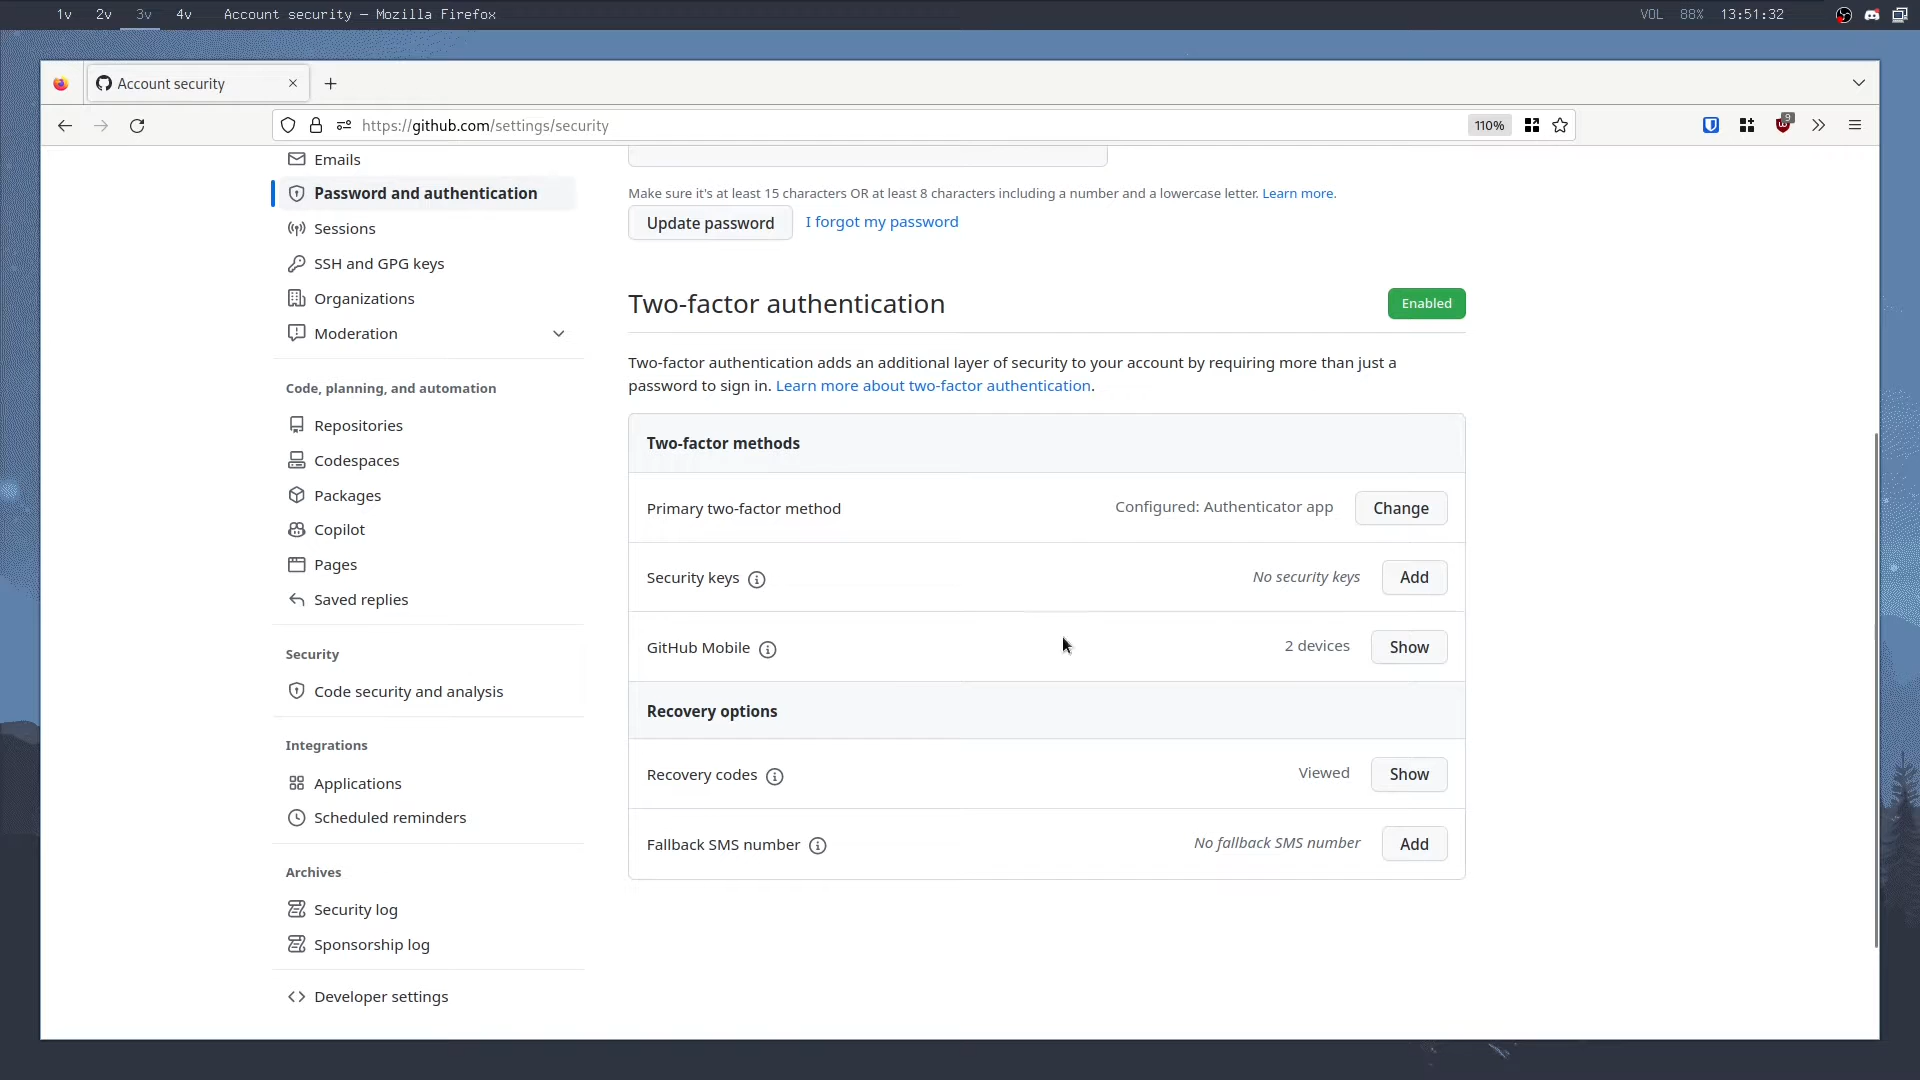 1v 2v 3v 4v Account security — Mozilla Firefox VOL 88% 13:51:32
Account security
https://github.com/settings/security 110% 9
Emails
Password and authentication
Sessions
SSH and GPG keys
Organizations
Moderation
Code, planning, and automation
Repositories
Codespaces
Packages
Copilot
Pages
Saved replies
Security
Code security and analysis
Integrations
Applications
Scheduled reminders
Archives
Security log
Sponsorship log
Developer settings
Make sure it's at least 15 characters OR at least 8 characters including a number and a lowercase letter. Learn more.
Update password I forgot my password
Two-factor authentication Enabled
Two-factor authentication adds an additional layer of security to your account by requiring more than just a
password to sign in. Learn more about two-factor authentication.
Two-factor methods
Primary two-factor method Configured: Authenticator app Change
Security keys No security keys Add
GitHub Mobile 2 devices Show
Recovery options
Recovery codes Viewed Show
Fallback SMS number No fallback SMS number Add